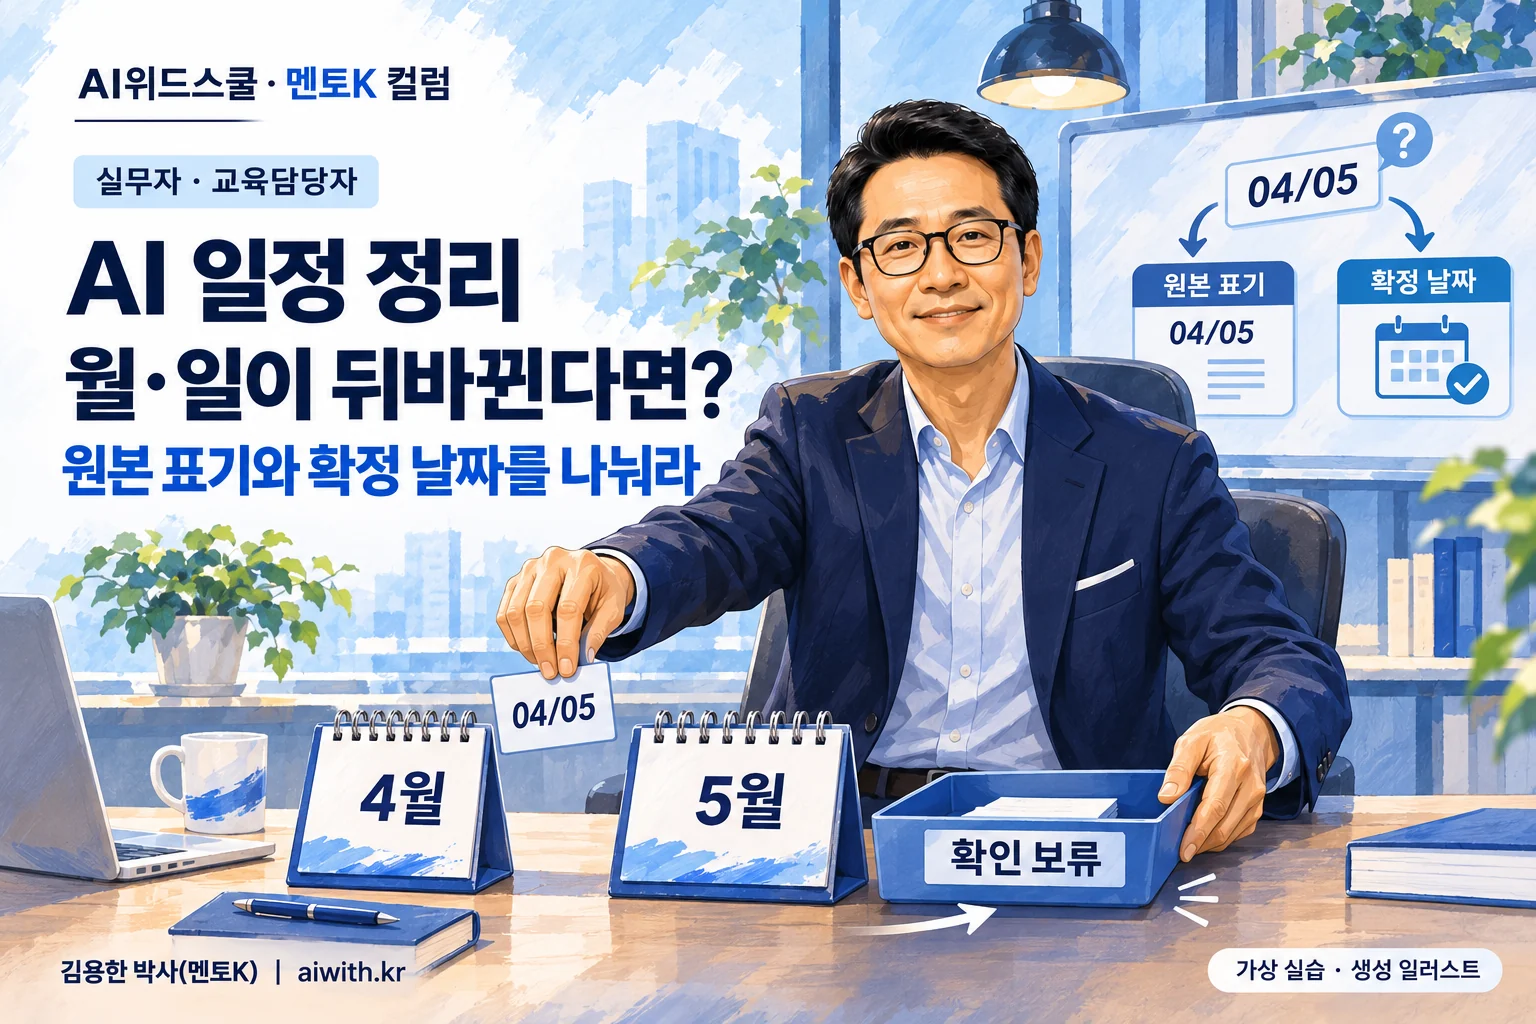 AI위드스쿨 · 멘토K 컬럼
실무자 · 교육담당자
AI 일정 정리
월·일이 뒤바뀐다면?
원본 표기와 확정 날짜를 나눠라
?
04/05
원본 표기
04/05
확정 날짜
04/05
4월
5월
확인 보류
김용한 박사(멘토K) | aiwith.kr
가상 실습 · 생성 일러스트